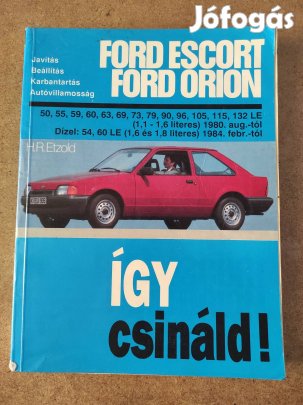 Jófogás
Javítás
Beállítás
Karbantartás
Autóvillamosság
FORD ESCORT
FORD ORION
50, 55, 59, 60, 63, 69, 73, 79, 90, 96, 105, 115, 132 LE
(1,1 - 1,6 literes) 1980. aug.-tól
Dízel: 54, 60 LE (1,6 és 1,8 literes) 1984. febr.-tól
H.R.Etzold
ÍGY
csináld!